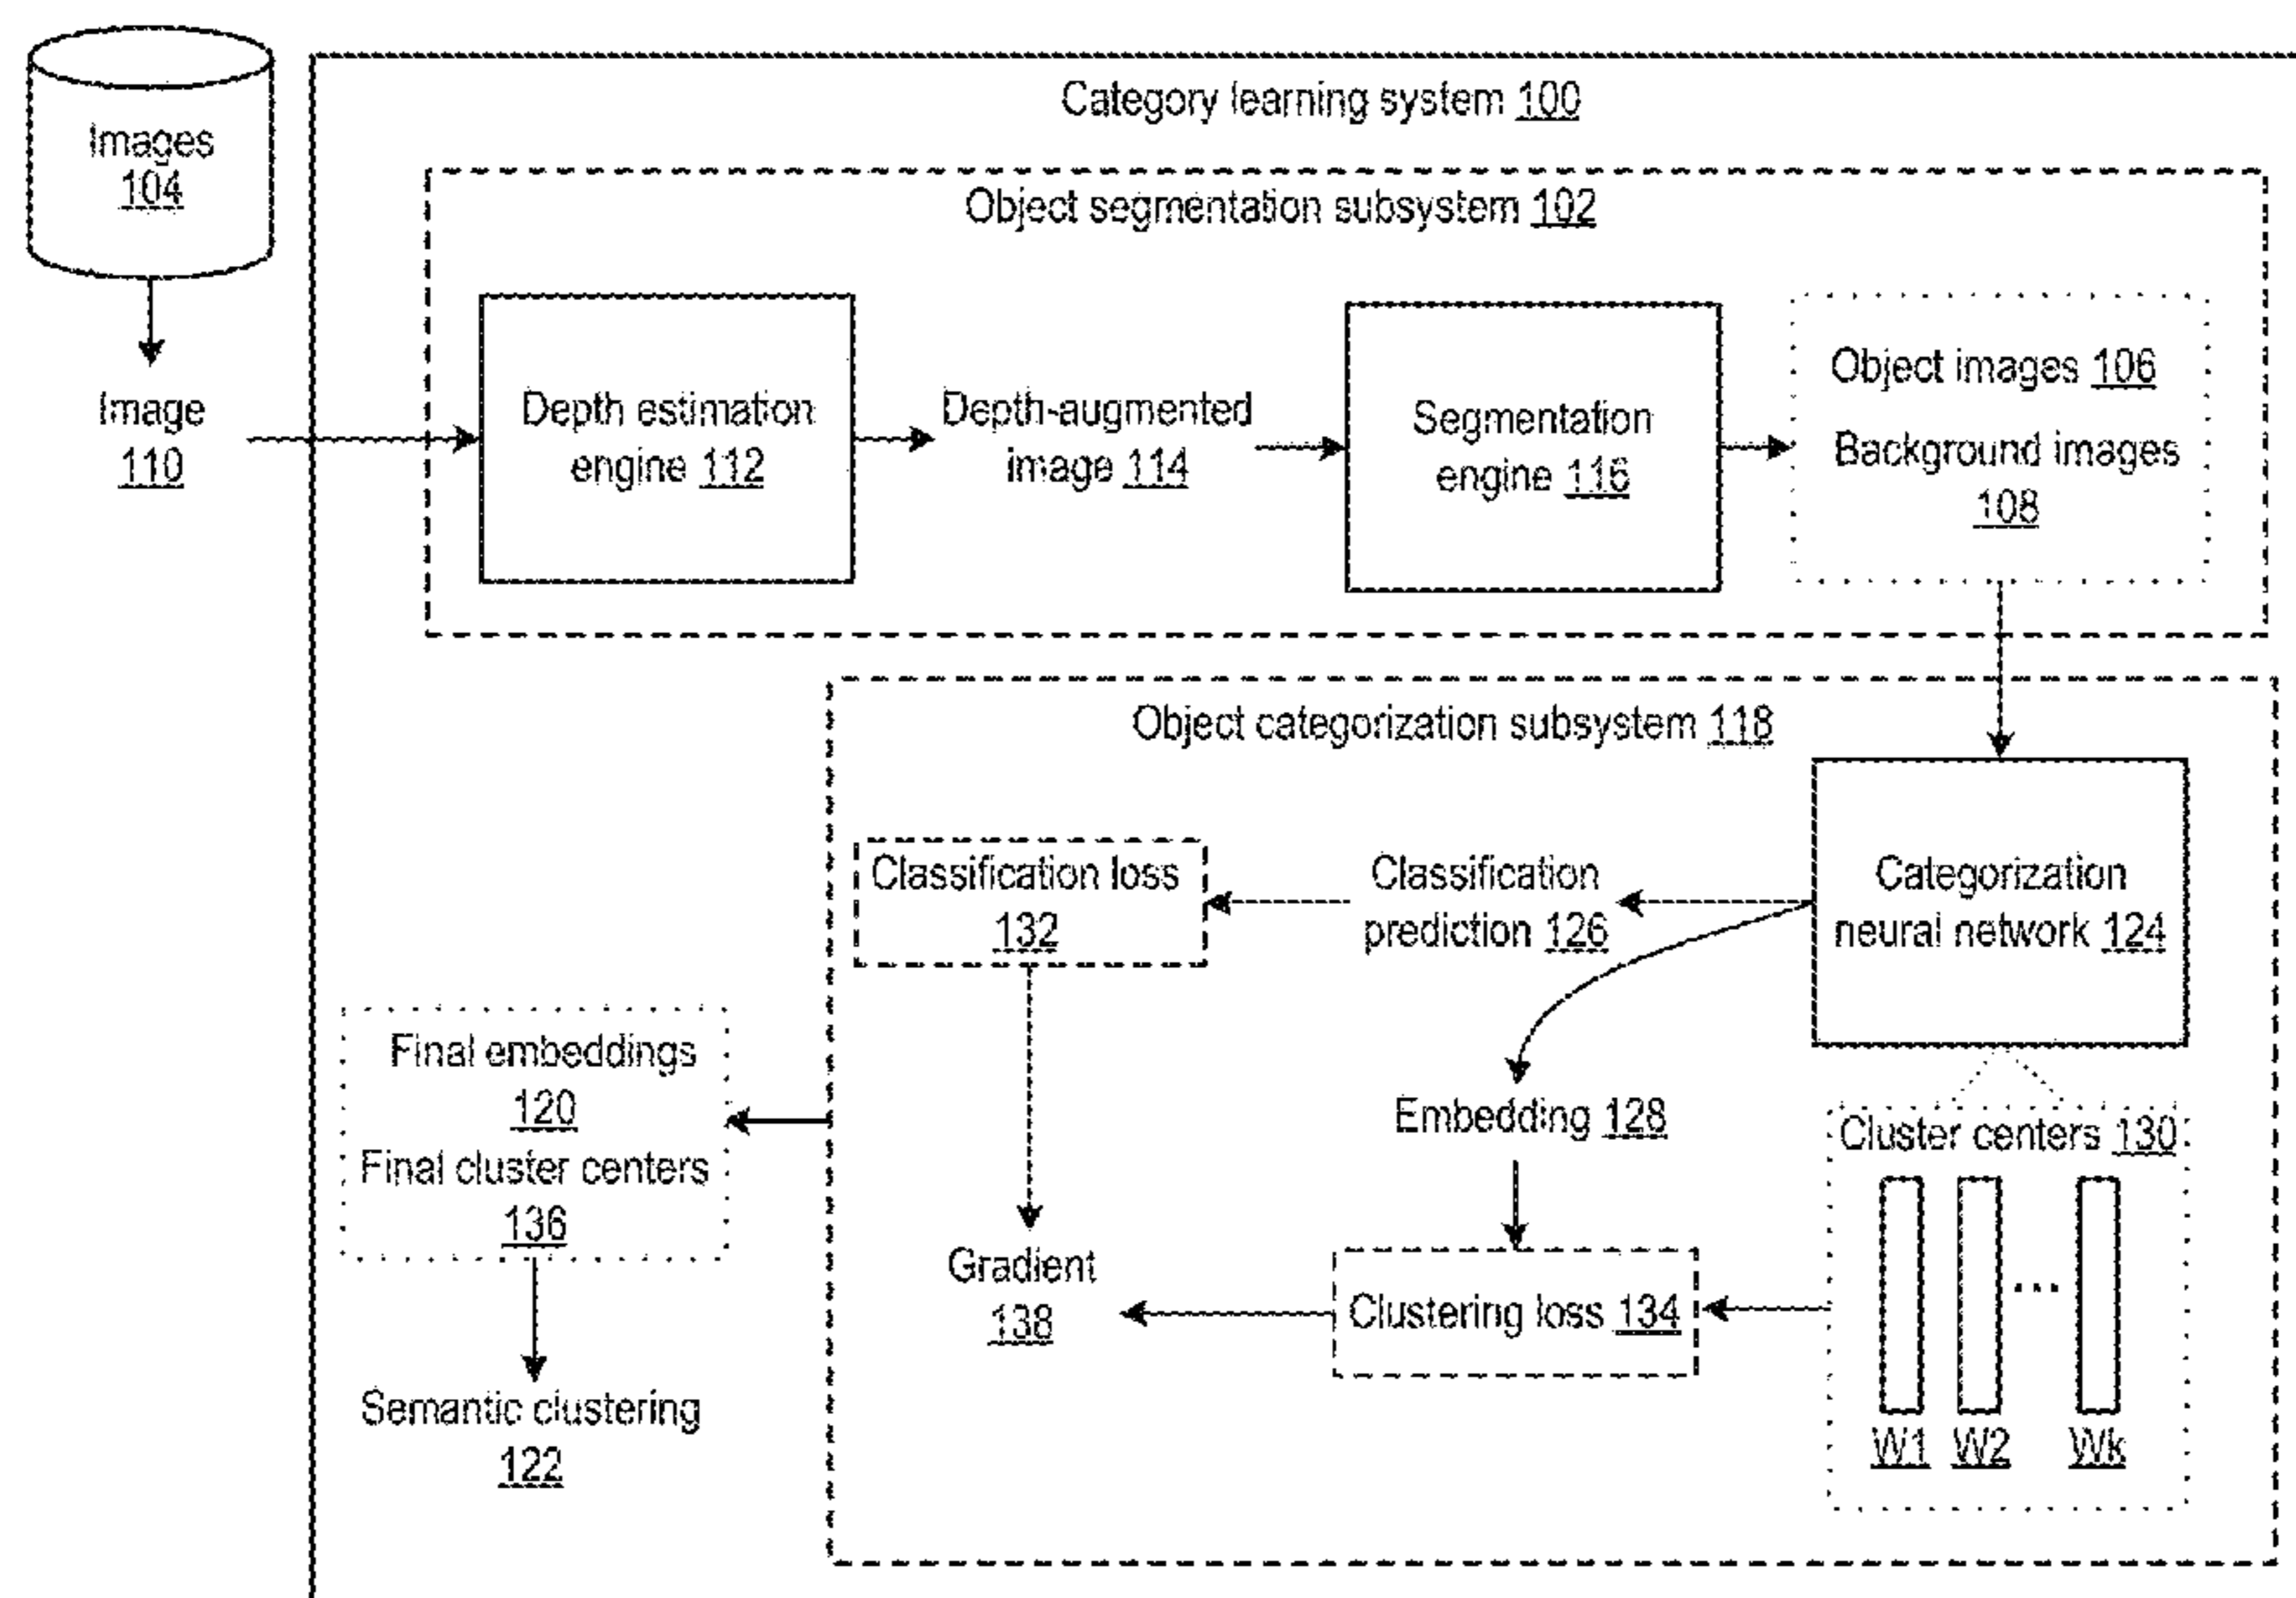 Category learning system 100
Images
104
Object segmentation subsystem 102
Image
110
Depth estimation
engine 112
Depth-augmented
image 114
Segmentation
engine 116
Object images 106
Background images
108
Object categorization subsystem 118
Classification loss
132
Classification
prediction 126
Categorization
neural network 124
Final embeddings
120
Final cluster centers
136
Embedding 128
Cluster centers 130
Gradient
138
Clustering loss 134
...
W1 W2 Wk
Semantic clustering
122